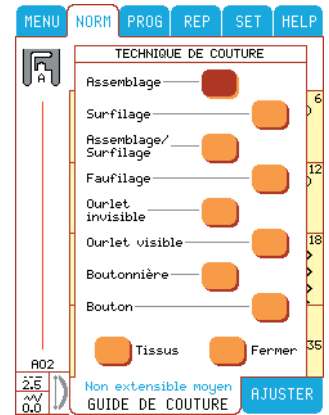 MENU NORM PROG REP SET HELP
TECHNIQUE DE COUTURE
A
Assemblage
6
Surfilage
Assemblage/
Surfilage
12
Faufilage
Ourlet
invisible
18
Ourlet visible
Boutonnière
Bouton
35
Tissus Fermer
A02
2.5
0.0
Non extensible moyen
GUIDE DE COUTURE
AJUSTER